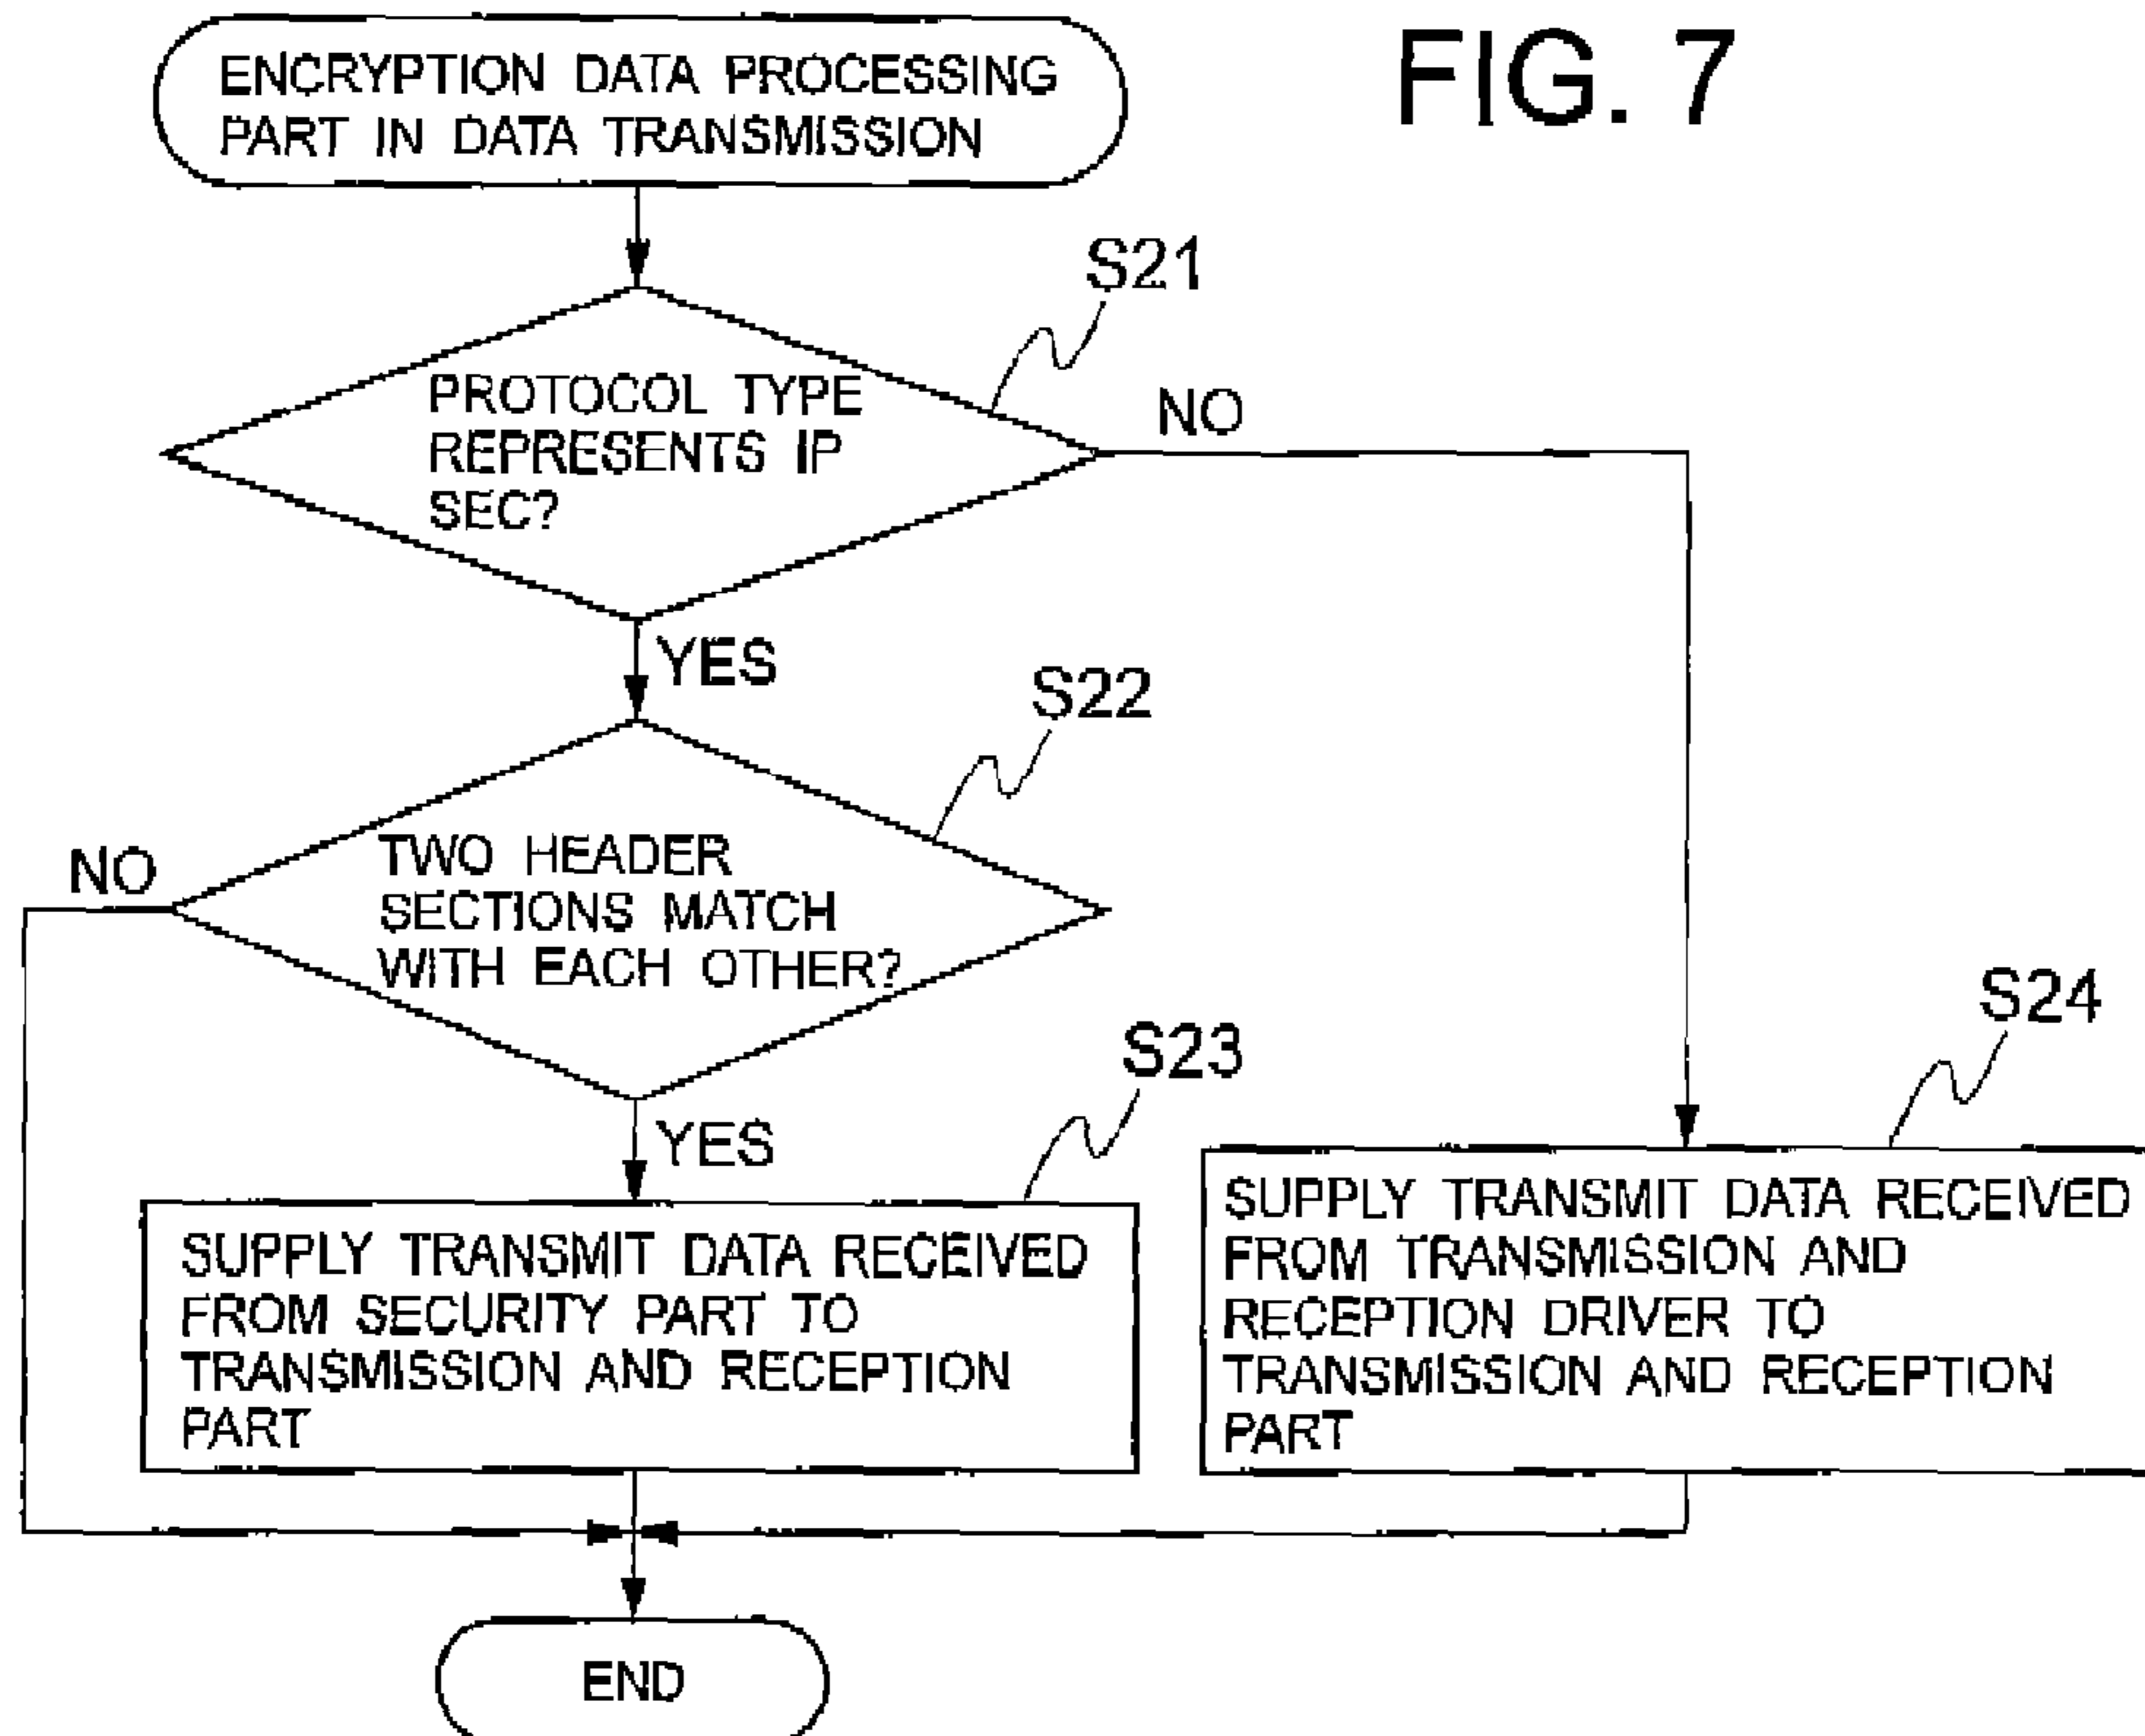 FIG. 7
ENCRYPTION DATA PROCESSING
PART IN DATA TRANSMISSION
S21
PROTOCOL TYPE
REPRESENTS IP
SEC?
NO
YES
S22
TWO HEADER
SECTIONS MATCH
WITH EACH OTHER?
NO
YES
S23
SUPPLY TRANSMIT DATA RECEIVED
FROM SECURITY PART TO
TRANSMISSION AND RECEPTION
PART
S24
SUPPLY TRANSMIT DATA RECEIVED
FROM TRANSMISSION AND
RECEPTION DRIVER TO
TRANSMISSION AND RECEPTION
PART
END